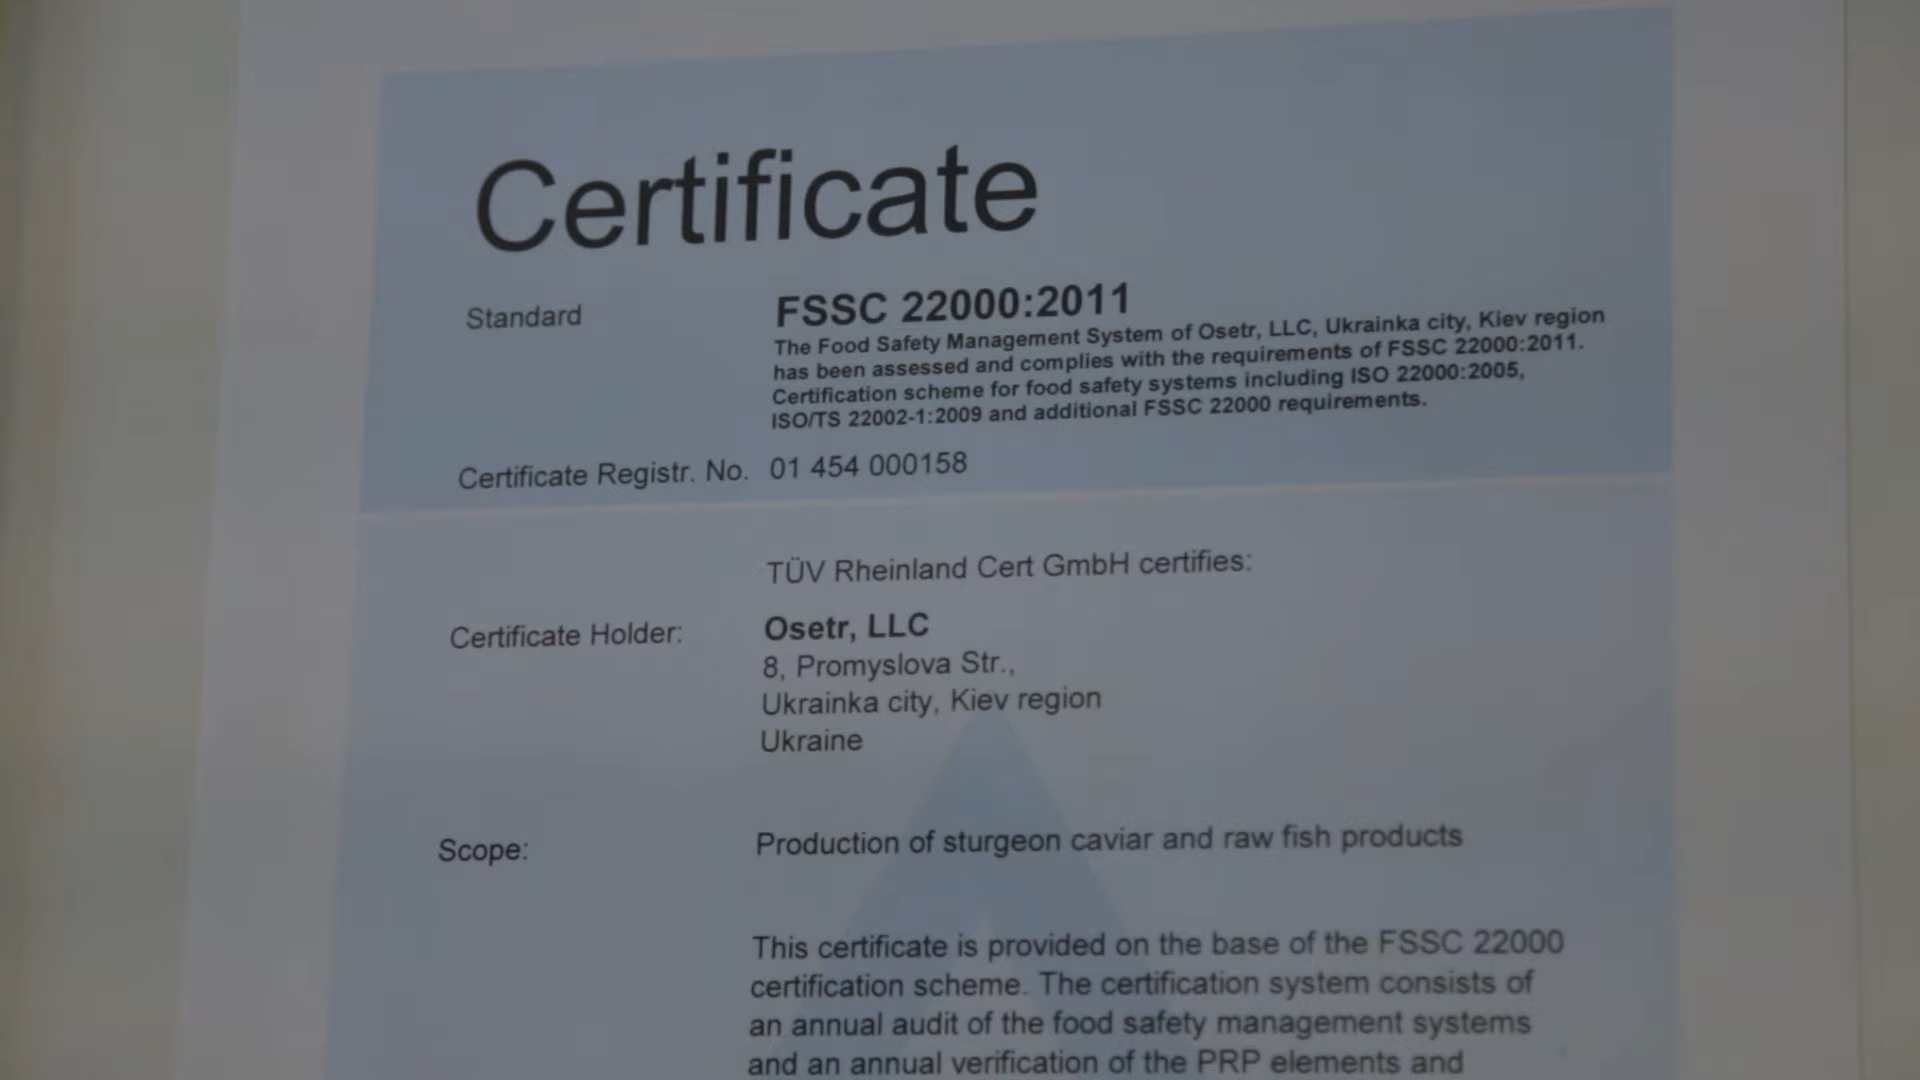 Certificate
Standard
FSSC 22000:2011
The Food Safety Management System of Osetr, LLC, Ukrainka city, Kiev region
has been assessed and complies with the requirements of FSSC 22000:2011.
Certification scheme for food safety systems including ISO 22000:2005,
ISO/TS 22002-1:2009 and additional FSSC 22000 requirements.
Certificate Registr. No. 01 454 000158
TÜV Rheinland Cert GmbH certifies:
Certificate Holder:
Osetr, LLC
8, Promyslova Str.,
Ukrainka city, Kiev region
Ukraine
Scope:
Production of sturgeon caviar and raw fish products
This certificate is provided on the base of the FSSC 22000
certification scheme. The certification system consists of
an annual audit of the food safety management systems
and an annual verification of the PRP elements and